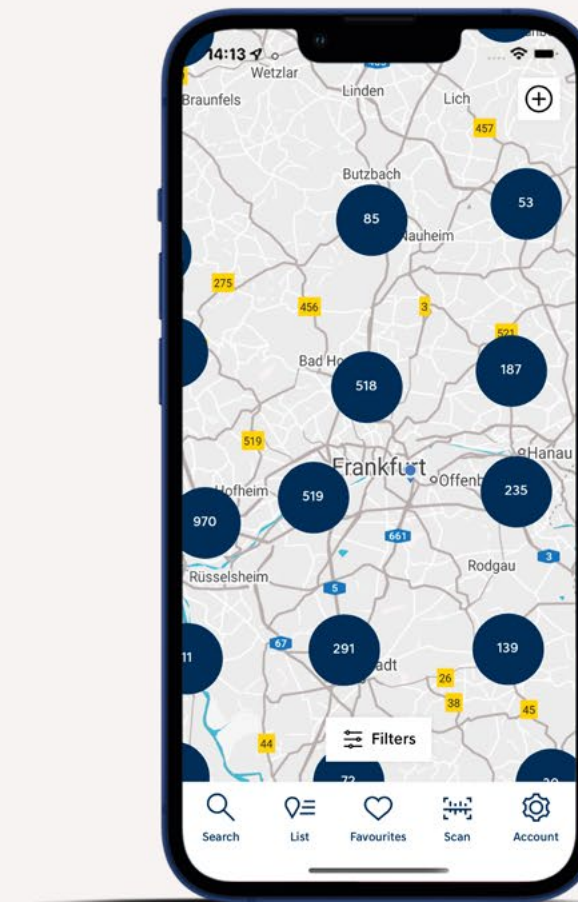 14:13
Wetzlar
Braunfels
Linden
Lich
457
Butzbach
85
53
Nauheim
275
456
3
521
Bad Ho
518
187
519
Frankfurt
Hanau
Offenb
Hofheim
519
235
970
661
3
Rodgau
Rüsselsheim
5
67
291
139
11
adt
26
38
45
44
Filters
72
Search
List
Favourites
Scan
Account